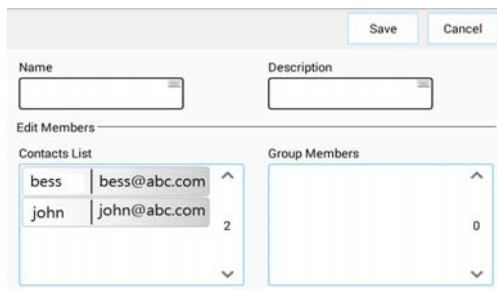 Save Cancel
Name Description
Edit Members
Contacts List Group Members
bess bess@abc.com
john john@abc.com
2 0